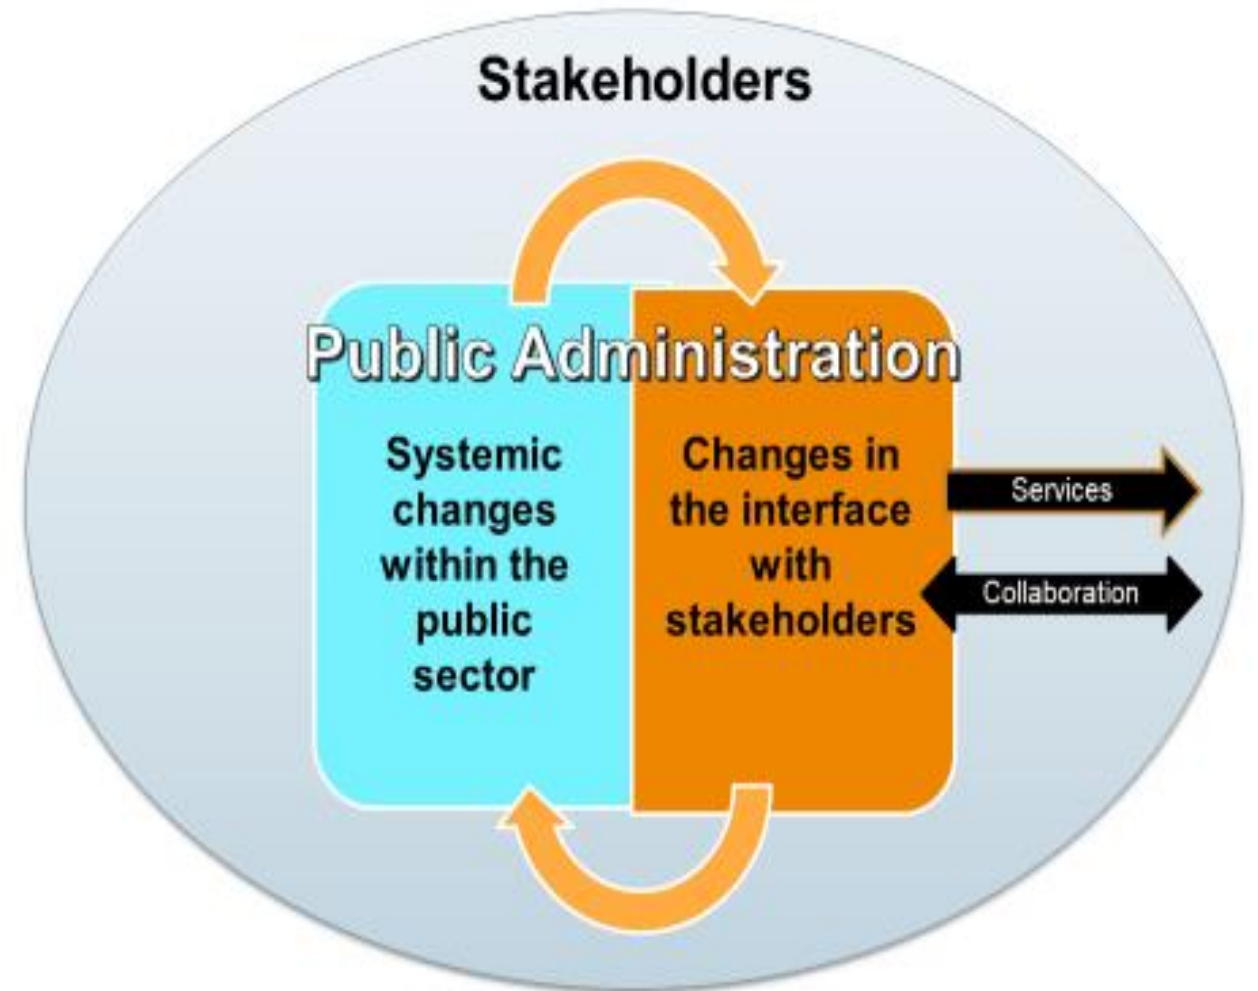 Stakeholders
Public Administration
Systemic
changes
within the
public
sector
Changes in
the interface
with
stakeholders
Services
Collaboration